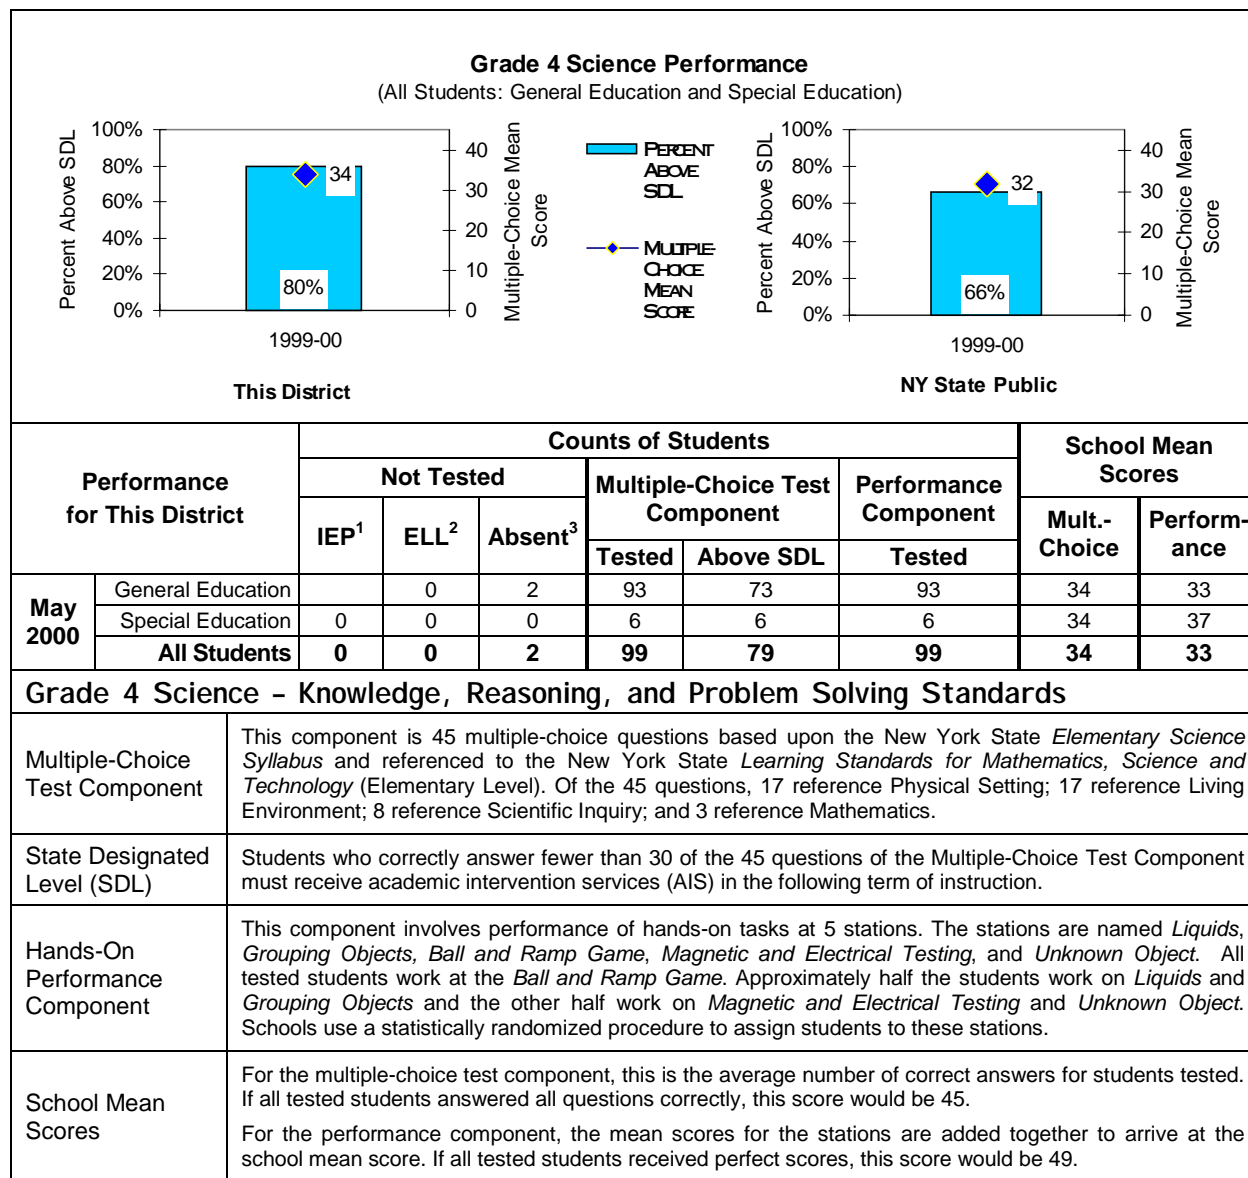 Grade 4 Science Performance
(All Students: General Education and Special Education)
Percent Above SDL
100%
80%
60%
40%
20%
0%
34
80%
40
30
20
10
0
Multiple-Choice Mean Score
1999-00
This District
PERCENT
ABOVE
SDL
MULTIPLE-
CHOICE
MEAN
SCORE
Percent Above SDL
100%
80%
60%
40%
20%
0%
32
66%
40
30
20
10
0
Multiple-Choice Mean Score
1999-00
NY State Public
Performance
for This District
Counts of Students
School Mean
Scores
Not Tested
Multiple-Choice Test
Component
Performance
Component
IEP1 ELL2 Absent3
Tested Above SDL Tested
Mult.-
Choice
Perform-
ance
May
2000
General Education 0 2 93 73 93 34 33
Special Education 0 0 0 6 6 6 34 37
All Students 0 0 2 99 79 99 34 33
Grade 4 Science – Knowledge, Reasoning, and Problem Solving Standards
Multiple-Choice
Test Component
This component is 45 multiple-choice questions based upon the New York State Elementary Science
Syllabus and referenced to the New York State Learning Standards for Mathematics, Science and
Technology (Elementary Level). Of the 45 questions, 17 reference Physical Setting; 17 reference Living
Environment; 8 reference Scientific Inquiry; and 3 reference Mathematics.
State Designated
Level (SDL)
Students who correctly answer fewer than 30 of the 45 questions of the Multiple-Choice Test Component
must receive academic intervention services (AIS) in the following term of instruction.
Hands-On
Performance
Component
This component involves performance of hands-on tasks at 5 stations. The stations are named Liquids,
Grouping Objects, Ball and Ramp Game, Magnetic and Electrical Testing, and Unknown Object. All
tested students work at the Ball and Ramp Game. Approximately half the students work on Liquids and
Grouping Objects and the other half work on Magnetic and Electrical Testing and Unknown Object.
Schools use a statistically randomized procedure to assign students to these stations.
School Mean
Scores
For the multiple-choice test component, this is the average number of correct answers for students tested.
If all tested students answered all questions correctly, this score would be 45.
For the performance component, the mean scores for the stations are added together to arrive at the
school mean score. If all tested students received perfect scores, this score would be 49.